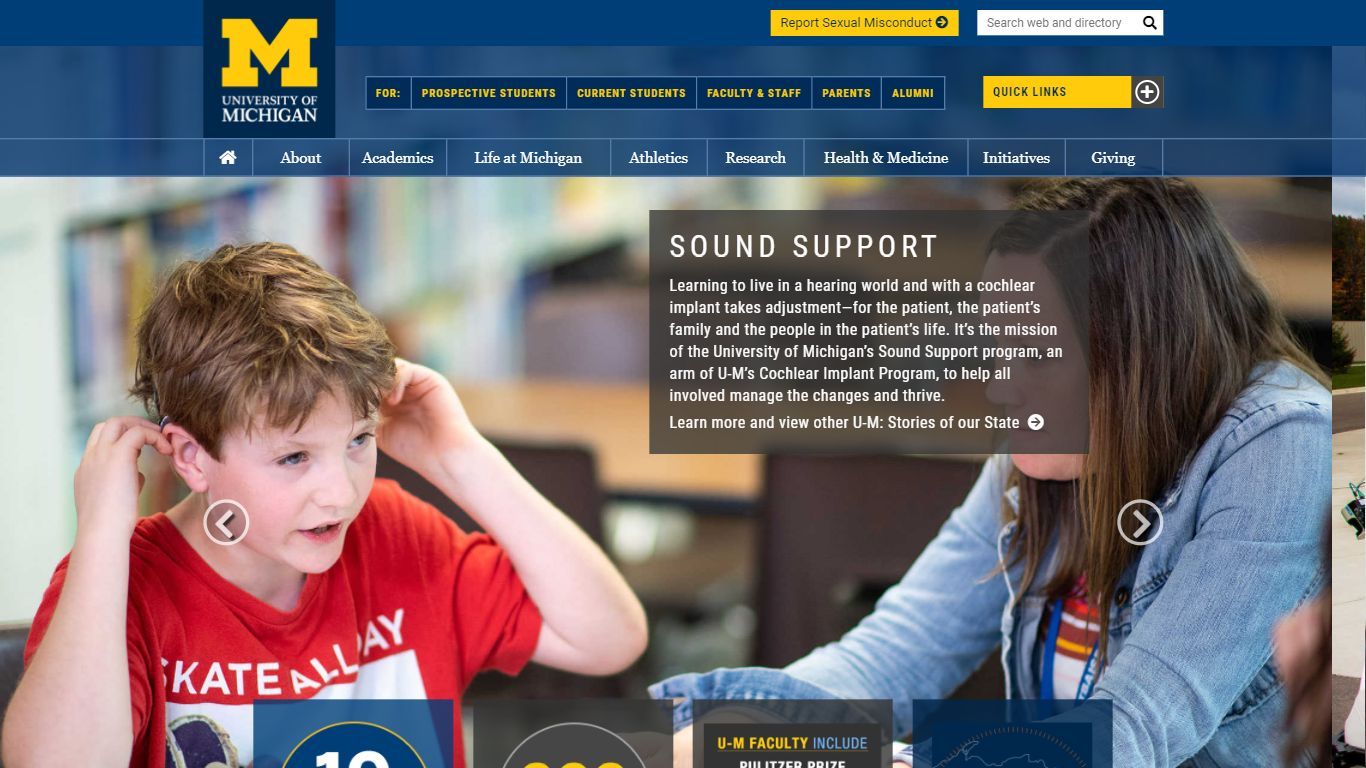 Report Sexual Misconduct
Search web and directory
M
UNIVERSITY OF
MICHIGAN
FOR:
PROSPECTIVE STUDENTS
CURRENT STUDENTS
FACULTY & STAFF
PARENTS
ALUMNI
QUICK LINKS
About
Academics
Life at Michigan
Athletics
Research
Health & Medicine
Initiatives
Giving
SOUND SUPPORT
Learning to live in a hearing world and with a cochlear
implant takes adjustment—for the patient, the patient's
family and the people in the patient's life. It's the mission
of the University of Michigan's Sound Support program, an
arm of U-M's Cochlear Implant Program, to help all
involved manage the changes and thrive.
Learn more and view other U-M: Stories of our State
SKATE ALL DAY
19
U-M FACULTY INCLUDE
PULITZER PRIZE